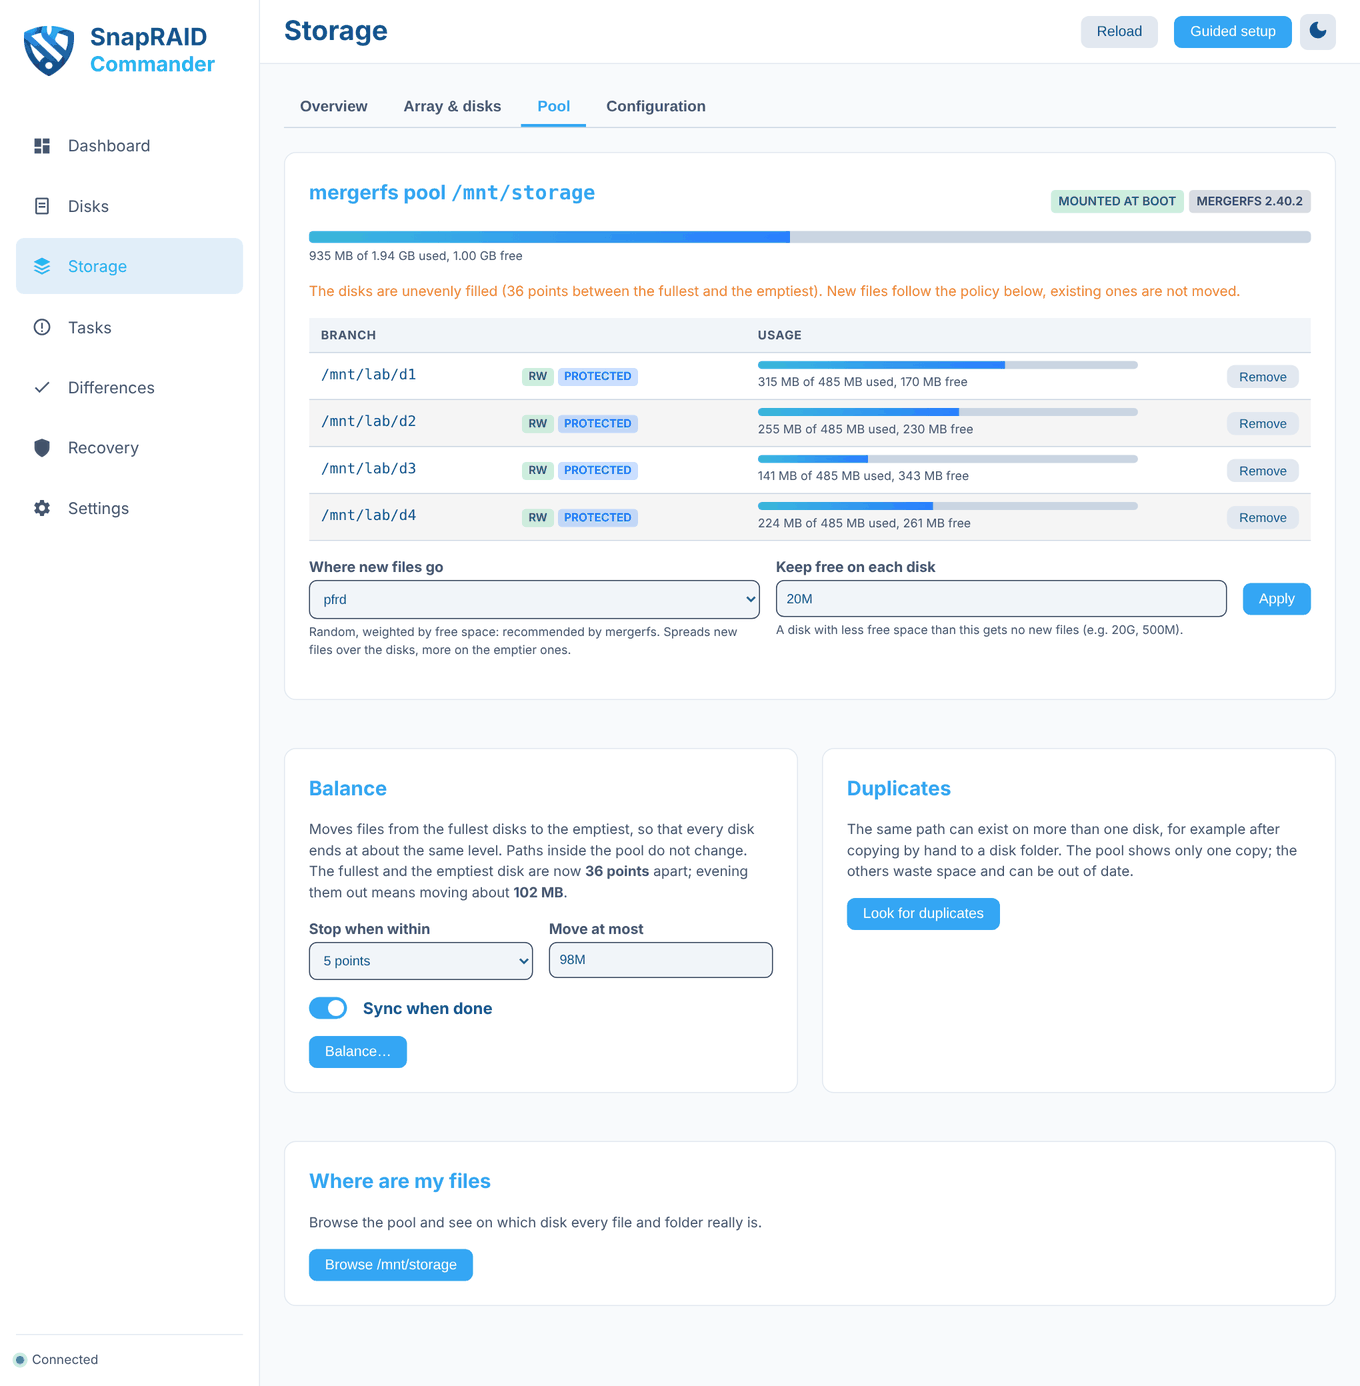 SnapRAID
Commander
Dashboard
Disks
Storage
Tasks
Differences
Recovery
Settings
Connected
Storage
Reload
Guided setup
Overview
Array & disks
Pool
Configuration
mergerfs pool /mnt/storage
MOUNTED AT BOOT
MERGERFS 2.40.2
935 MB of 1.94 GB used, 1.00 GB free
The disks are unevenly filled (36 points between the fullest and the emptiest). New files follow the policy below, existing ones are not moved.
BRANCH
USAGE
/mnt/lab/d1
RW
PROTECTED
315 MB of 485 MB used, 170 MB free
Remove
/mnt/lab/d2
RW
PROTECTED
255 MB of 485 MB used, 230 MB free
Remove
/mnt/lab/d3
RW
PROTECTED
141 MB of 485 MB used, 343 MB free
Remove
/mnt/lab/d4
RW
PROTECTED
224 MB of 485 MB used, 261 MB free
Remove
Where new files go
pfrd
Random, weighted by free space: recommended by mergerfs. Spreads new
files over the disks, more on the emptier ones.
Keep free on each disk
20M
A disk with less free space than this gets no new files (e.g. 20G, 500M).
Apply
Balance
Moves files from the fullest disks to the emptiest, so that every disk
ends at about the same level. Paths inside the pool do not change.
The fullest and the emptiest disk are now 36 points apart; evening
them out means moving about 102 MB.
Stop when within
5 points
Move at most
98M
Sync when done
Balance...
Duplicates
The same path can exist on more than one disk, for example after
copying by hand to a disk folder. The pool shows only one copy; the
others waste space and can be out of date.
Look for duplicates
Where are my files
Browse the pool and see on which disk every file and folder really is.
Browse /mnt/storage